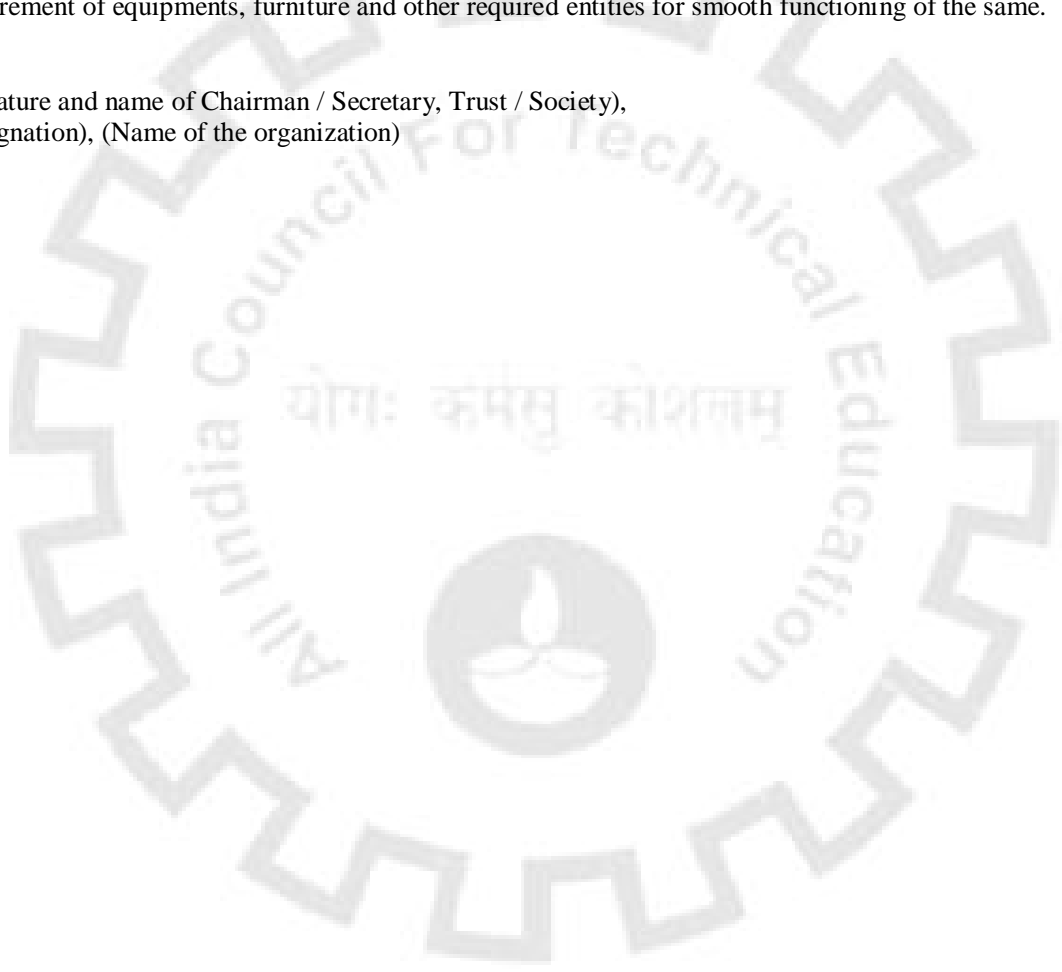 rement of equipments, furniture and other required entities for smooth functioning of the same.
ature and name of Chairman / Secretary, Trust / Society),
gnation), (Name of the organization)
All India Council For Technical Education
योगः कर्मसु कौशलम्